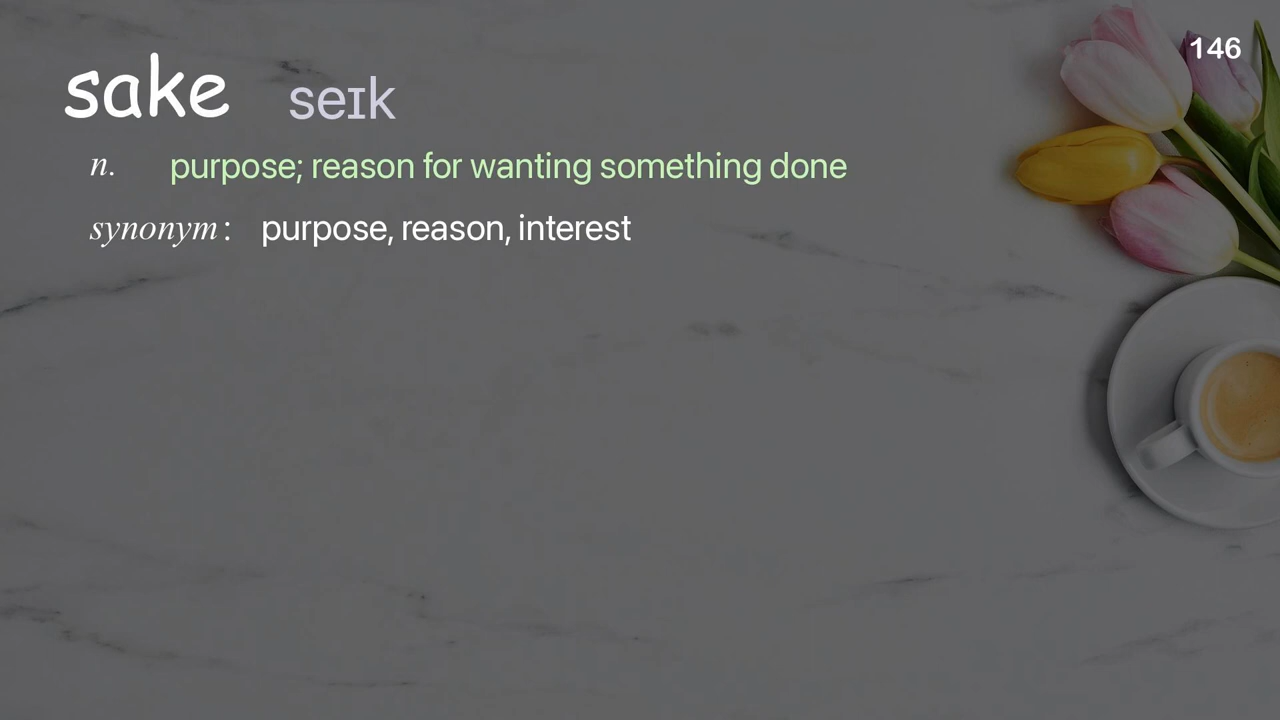 146
sake seɪk
n. purpose; reason for wanting something done
synonym: purpose, reason, interest